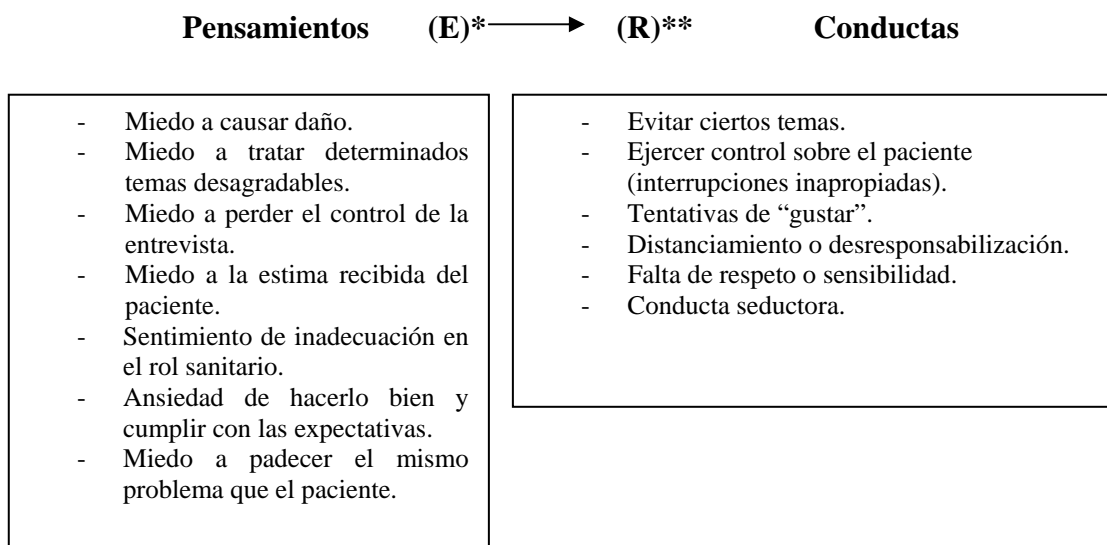 Pensamientos (E)* (R)** Conductas
- Miedo a causar daño.
- Miedo a tratar determinados
temas desagradables.
- Miedo a perder el control de la
entrevista.
- Miedo a la estima recibida del
paciente.
- Sentimiento de inadecuación en
el rol sanitario.
- Ansiedad de hacerlo bien y
cumplir con las expectativas.
- Miedo a padecer el mismo
problema que el paciente.
- Evitar ciertos temas.
- Ejercer control sobre el paciente
(interrupciones inapropiadas).
- Tentativas de “gustar”.
- Distanciamiento o desresponsabilización.
- Falta de respeto o sensibilidad.
- Conducta seductora.